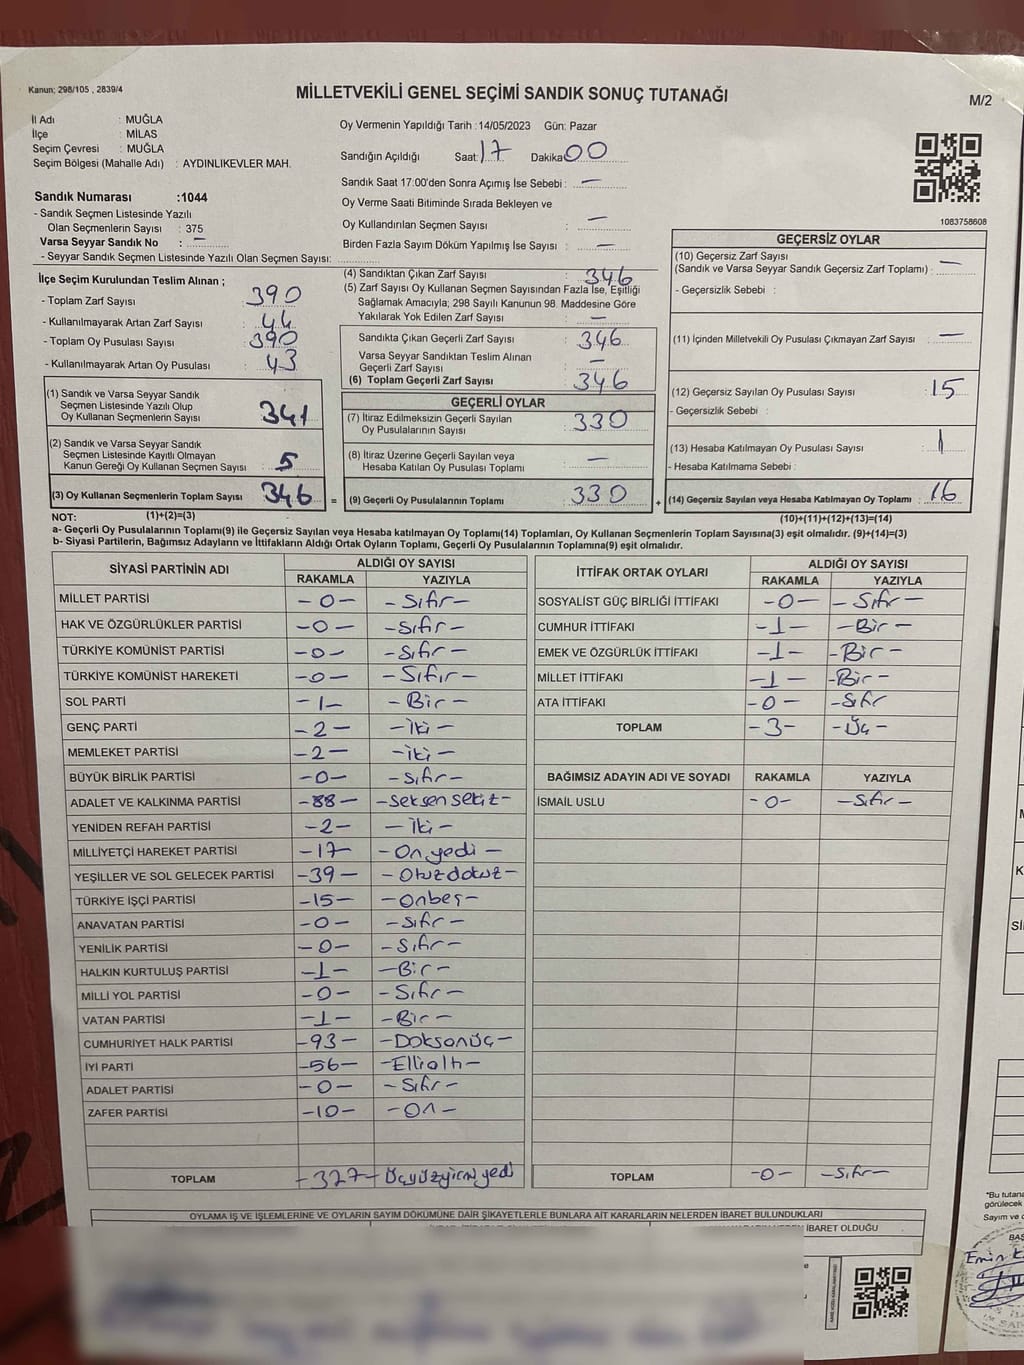 Kanun; 298/105 , 2839/4
MİLLETVEKİLİ GENEL SEÇİMİ SANDIK SONUÇ TUTANAĞI
M/2
İl Adı : MUĞLA
İlçe : MİLAS
Seçim Çevresi : MUĞLA
Seçim Bölgesi (Mahalle Adı) : AYDINLIKEVLER MAH.
Oy Vermenin Yapıldığı Tarih : 14/05/2023 Gün: Pazar
Sandığın Açıldığı Saat: 17 Dakika 00
Sandık Saat 17:00'den Sonra Açımış İse Sebebi : —
Oy Verme Saati Bitiminde Sırada Bekleyen ve
Oy Kullandırılan Seçmen Sayısı : —
Birden Fazla Sayım Döküm Yapılmış İse Sayısı : —
1083758608
Sandık Numarası :1044
- Sandık Seçmen Listesinde Yazılı
Olan Seçmenlerin Sayısı : 375
Varsa Seyyar Sandık No : —
- Seyyar Sandık Seçmen Listesinde Yazılı Olan Seçmen Sayısı:
İlçe Seçim Kurulundan Teslim Alınan ;
- Toplam Zarf Sayısı : 390
- Kullanılmayarak Artan Zarf Sayısı : 44
- Toplam Oy Pusulası Sayısı : 390
- Kullanılmayarak Artan Oy Pusulası : 43
(1) Sandık ve Varsa Seyyar Sandık
Seçmen Listesinde Yazılı Olup
Oy Kullanan Seçmenlerin Sayısı 341
(2) Sandık ve Varsa Seyyar Sandık
Seçmen Listesinde Kayıtlı Olmayan
Kanun Gereği Oy Kullanan Seçmen Sayısı 5
(3) Oy Kullanan Seçmenlerin Toplam Sayısı 346
(1)+(2)=(3)
(4) Sandıktan Çıkan Zarf Sayısı : 346
(5) Zarf Sayısı Oy Kullanan Seçmen Sayısından Fazla İse, Eşitliği
Sağlamak Amacıyla; 298 Sayılı Kanunun 98. Maddesine Göre
Yakılarak Yok Edilen Zarf Sayısı : —
Sandıkta Çıkan Geçerli Zarf Sayısı : 346
Varsa Seyyar Sandıktan Teslim Alınan
Geçerli Zarf Sayısı : —
(6) Toplam Geçerli Zarf Sayısı : 346
GEÇERLİ OYLAR
(7) İtiraz Edilmeksizin Geçerli Sayılan
Oy Pusulalarının Sayısı : 330
(8) İtiraz Üzerine Geçerli Sayılan veya
Hesaba Katılan Oy Pusulası Toplamı : —
= (9) Geçerli Oy Pusulalarının Toplamı : 330
GEÇERSİZ OYLAR
(10) Geçersiz Zarf Sayısı
(Sandık ve Varsa Seyyar Sandık Geçersiz Zarf Toplamı) : —
- Geçersizlik Sebebi :
(11) İçinden Milletvekili Oy Pusulası Çıkmayan Zarf Sayısı : —
(12) Geçersiz Sayılan Oy Pusulası Sayısı : 15
- Geçersizlik Sebebi :
(13) Hesaba Katılmayan Oy Pusulası Sayısı : 1
- Hesaba Katılmama Sebebi :
+ (14) Geçersiz Sayılan veya Hesaba Katılmayan Oy Toplamı : 16
(10)+(11)+(12)+(13)=(14)
NOT:
a- Geçerli Oy Pusulalarının Toplamı(9) ile Geçersiz Sayılan veya Hesaba katılmayan Oy Toplamı(14) Toplamları, Oy Kullanan Seçmenlerin Toplam Sayısına(3) eşit olmalıdır. (9)+(14)=(3)
b- Siyasi Partilerin, Bağımsız Adayların ve İttifakların Aldığı Ortak Oyların Toplamı, Geçerli Oy Pusulalarının Toplamına(9) eşit olmalıdır.
SİYASİ PARTİNİN ADI ALDIĞI OY SAYISI
RAKAMLA YAZIYLA
MİLLET PARTİSİ -0- -Sıfır-
HAK VE ÖZGÜRLÜKLER PARTİSİ -0- -Sıfır-
TÜRKİYE KOMÜNİST PARTİSİ -0- -Sıfır-
TÜRKİYE KOMÜNİST HAREKETİ -0- -Sıfır-
SOL PARTİ -1- -Bir-
GENÇ PARTİ -2- -İki-
MEMLEKET PARTİSİ -2- -İki-
BÜYÜK BİRLİK PARTİSİ -0- -Sıfır-
ADALET VE KALKINMA PARTİSİ -88- -Seksensekiz-
YENİDEN REFAH PARTİSİ -2- -İki-
MİLLİYETÇİ HAREKET PARTİSİ -17- -Onyedi-
YEŞİLLER VE SOL GELECEK PARTİSİ -39- -Otuzdokuz-
TÜRKİYE İŞÇİ PARTİSİ -15- -Onbeş-
ANAVATAN PARTİSİ -0- -Sıfır-
YENİLİK PARTİSİ -0- -Sıfır-
HALKIN KURTULUŞ PARTİSİ -1- -Bir-
MİLLİ YOL PARTİSİ -0- -Sıfır-
VATAN PARTİSİ -1- -Bir-
CUMHURİYET HALK PARTİSİ -93- -Doksanüç-
İYİ PARTİ -56- -Ellialtı-
ADALET PARTİSİ -0- -Sıfır-
ZAFER PARTİSİ -10- -On-
TOPLAM -327- Üçyüzyirmiyedi
İTTİFAK ORTAK OYLARI ALDIĞI OY SAYISI
RAKAMLA YAZIYLA
SOSYALİST GÜÇ BİRLİĞİ İTTİFAKI -0- -Sıfır-
CUMHUR İTTİFAKI -1- -Bir-
EMEK VE ÖZGÜRLÜK İTTİFAKI -1- -Bir-
MİLLET İTTİFAKI -1- -Bir-
ATA İTTİFAKI -0- -Sıfır
TOPLAM -3- -Üç-
BAĞIMSIZ ADAYIN ADI VE SOYADI RAKAMLA YAZIYLA
İSMAİL USLU -0- -Sıfır-
TOPLAM -0- -Sıfır-
OYLAMA İŞ VE İŞLEMLERİNE VE OYLARIN SAYIM DÖKÜMÜNE DAİR ŞİKAYETLERLE BUNLARA AİT KARARLARIN NELERDEN İBARET BULUNDUKLARI
İBARET OLDUĞU
*Bu tutana
görülecek
Sayım ve
Emin